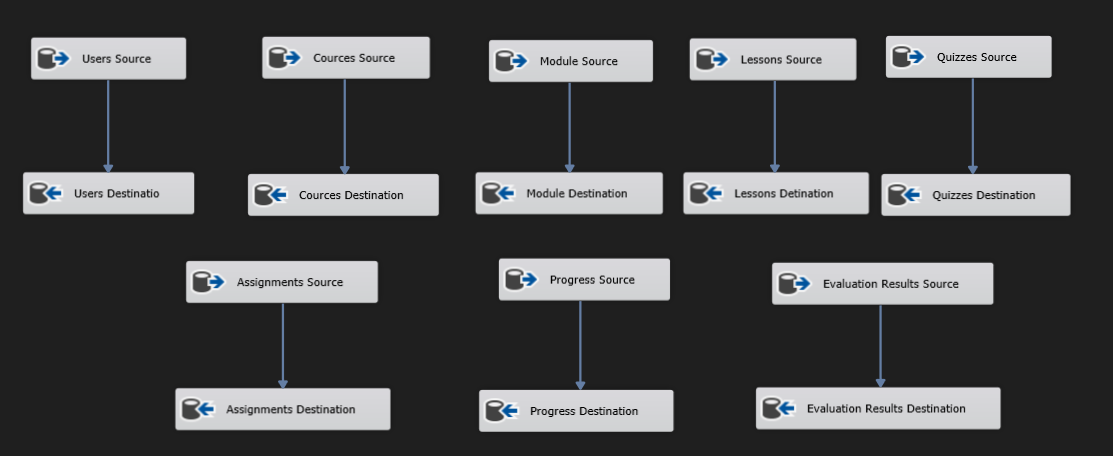 Users Source
Cources Source
Module Source
Lessons Source
Quizzes Source
Users Destinatio
Cources Destination
Module Destination
Lessons Detination
Quizzes Destination
Assignments Source
Progress Source
Evaluation Results Source
Assignments Destination
Progress Destination
Evaluation Results Destination